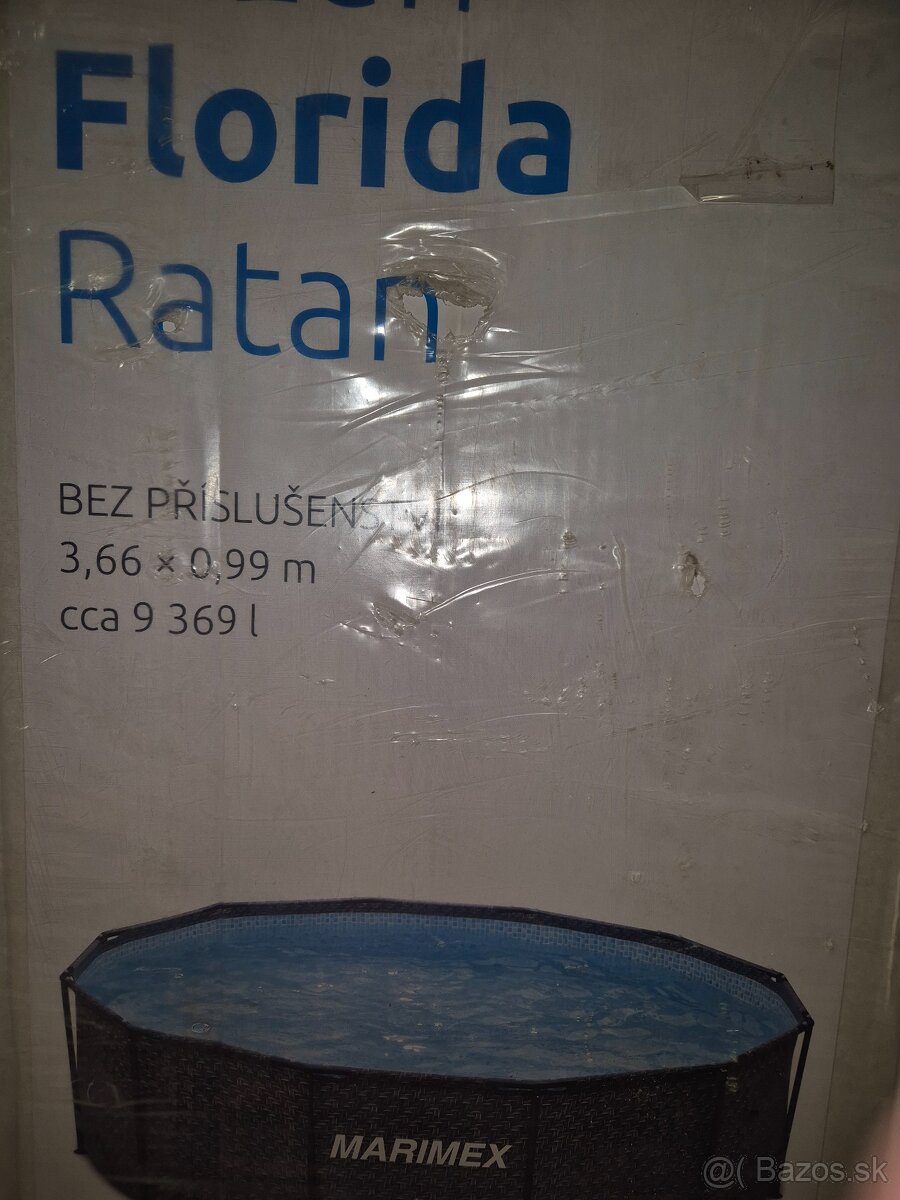 Florida
Ratan
BEZ PŘÍSLUŠENS
3,66 × 0,99 m
cca 9 369 l
MARIMEX
@( Bazos.sk